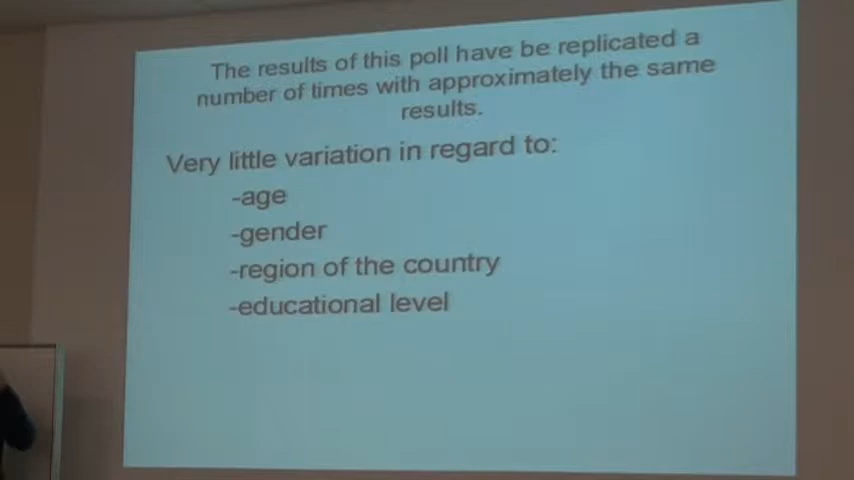 The results of this poll have be replicated a
number of times with approximately the same
results.
Very little variation in regard to:
-age
-gender
-region of the country
-educational level